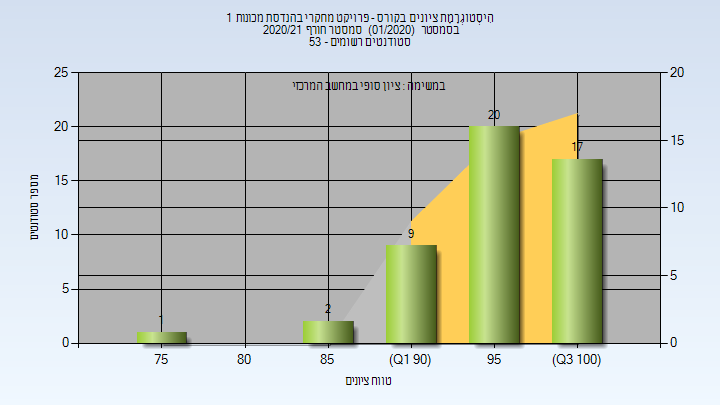 היסטוגרמת ציונים בקורס - פרויקט מחקרי בהנדסת מכונות 1
בסמסטר (01/2020) סמסטר חורף 2020/21
סטודנטים רשומים - 53
במשימה : ציון סופי במחשב המרכזי
25
20
15
10
5
0
20
15
10
5
0
מספר סטודנטים
1
2
9
20
17
75
80
85
(Q1 90)
95
(Q3 100)
טווח ציונים